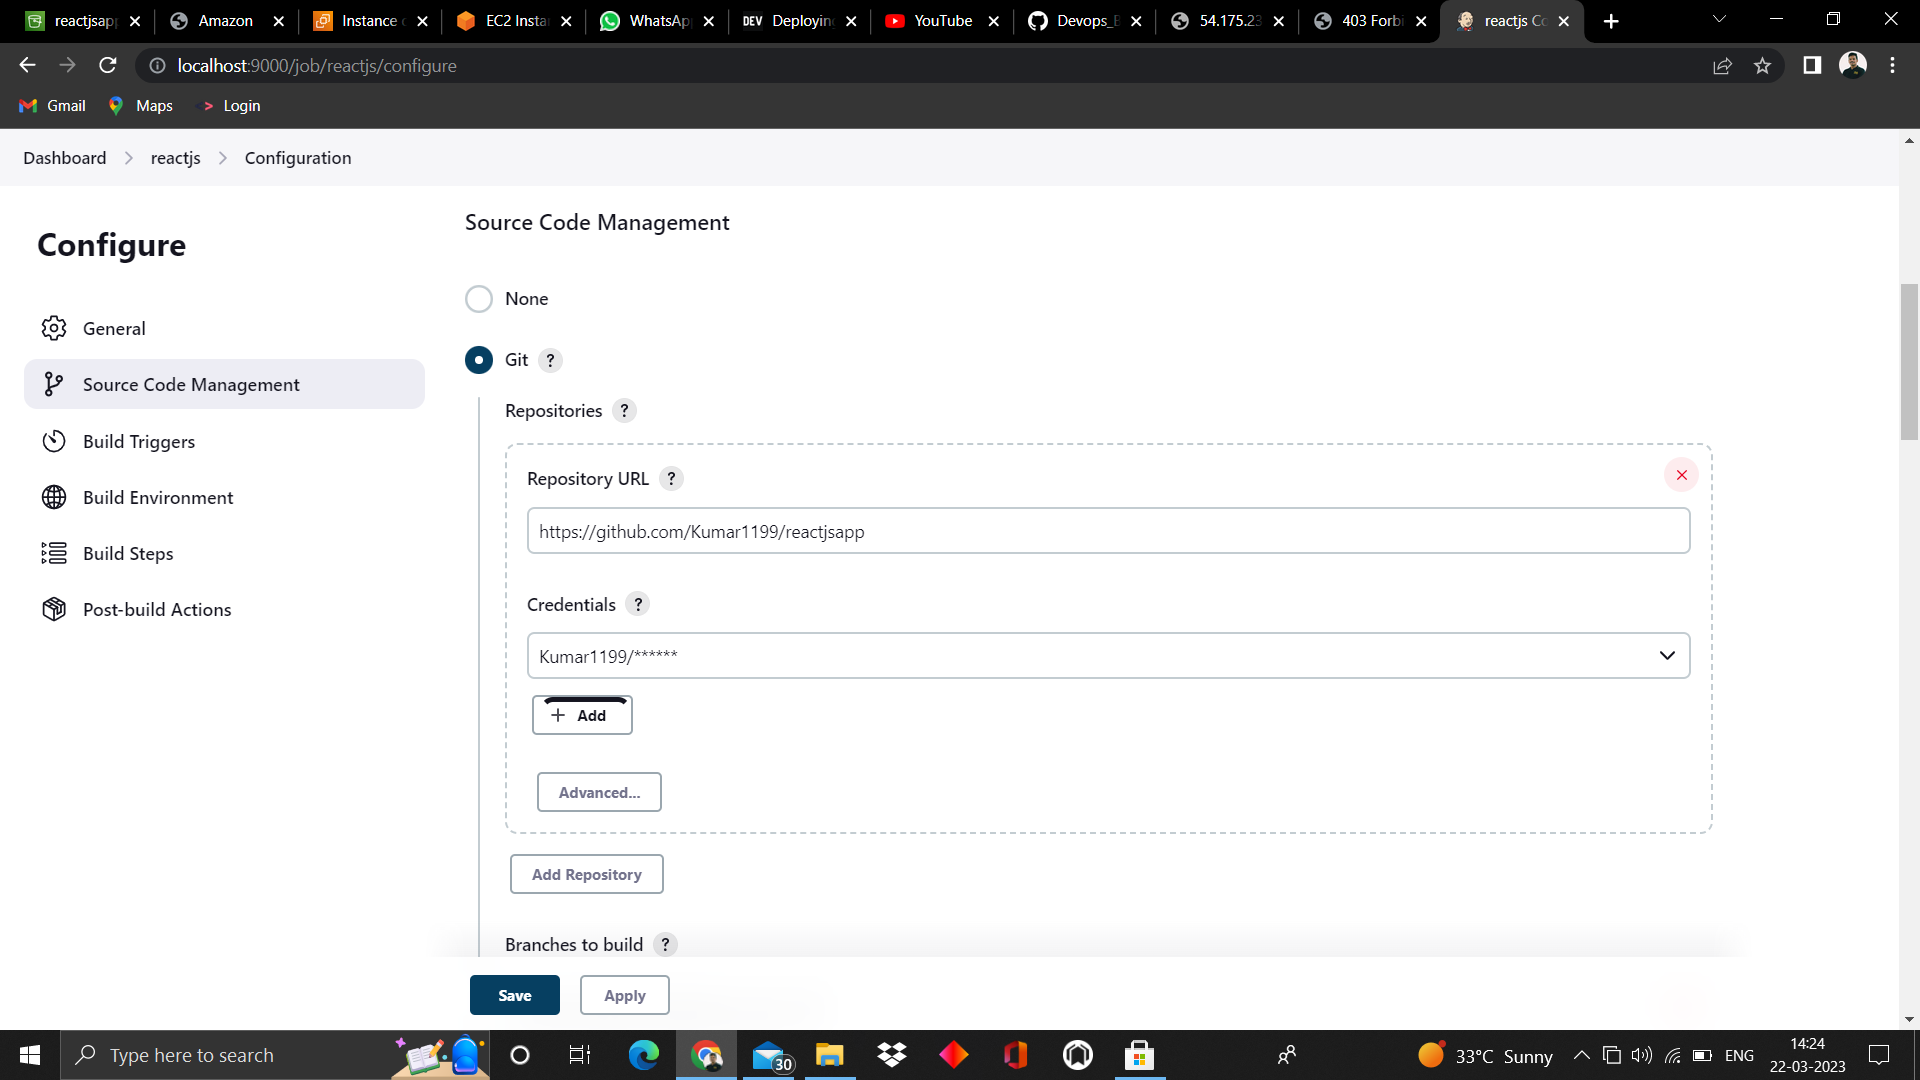 reactjsap
Amazon
Instance
EC2 Insta
WhatsAp
DEV
Deployin
YouTube
Devops_
54.175.23
403 Forbi
reactjs Co
localhost:9000/job/reactjs/configure
Gmail
Maps
> Login
Dashboard > reactjs > Configuration
Configure
General
Source Code Management
Build Triggers
Build Environment
Build Steps
Post-build Actions
Source Code Management
None
Git ?
Repositories ?
Repository URL ?
https://github.com/Kumar1199/reactjsapp
Credentials ?
Kumar1199/******
+ Add
Advanced...
Add Repository
Branches to build ?
Save
Apply
Type here to search
30
33°C Sunny
ENG
14:24
22-03-2023